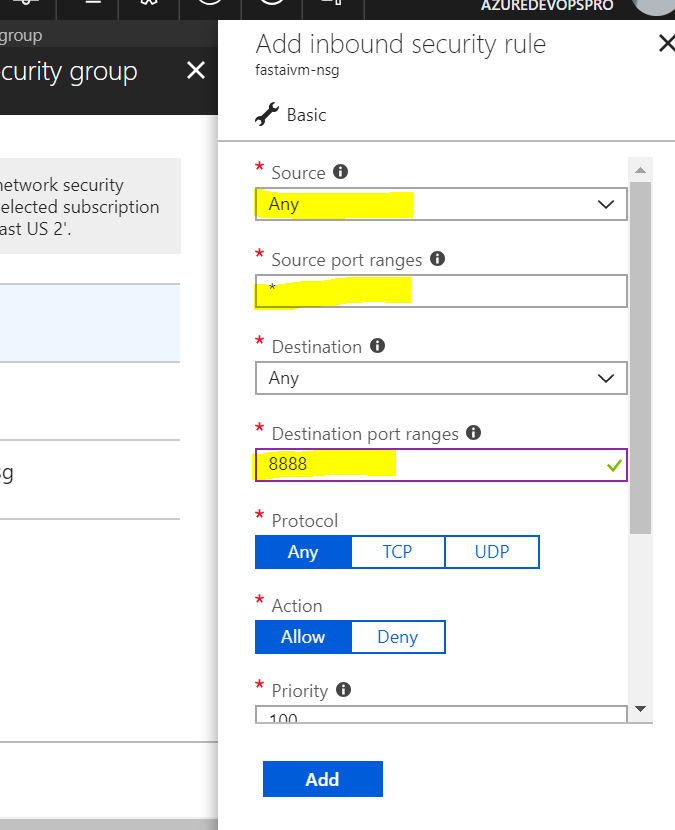 AZUREDEVOPSPRO
group
curity group
Add inbound security rule
fastaivm-nsg
Basic
network security
elected subscription
ast US 2'.
sg
* Source
Any
* Source port ranges
*
* Destination
Any
* Destination port ranges
8888
* Protocol
Any TCP UDP
* Action
Allow Deny
* Priority
100
Add